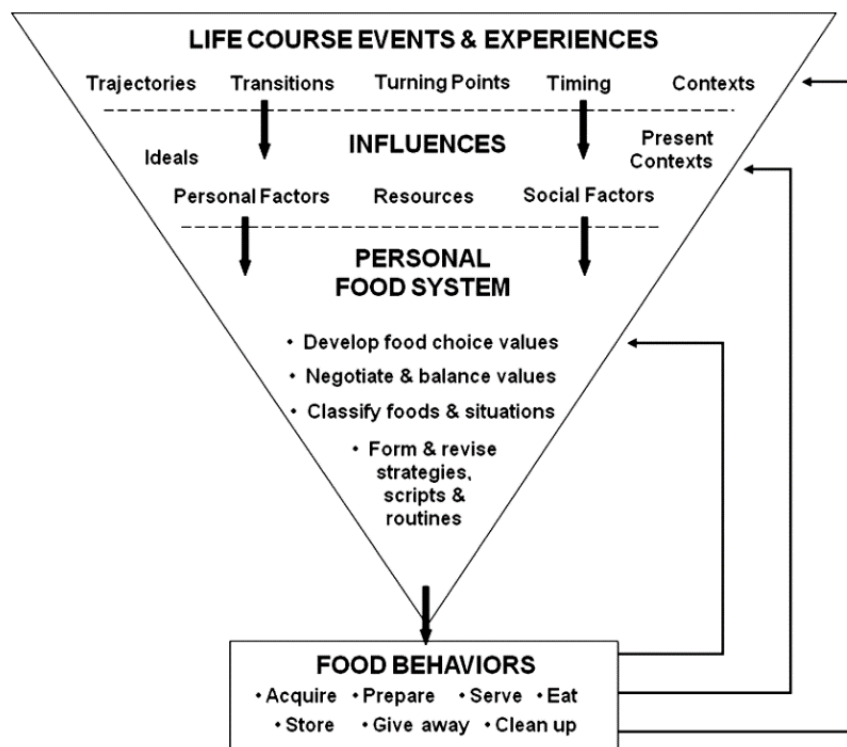 LIFE COURSE EVENTS & EXPERIENCES
Trajectories Transitions Turning Points Timing Contexts
INFLUENCES
Ideals
Present
Contexts
Personal Factors Resources Social Factors
PERSONAL
FOOD SYSTEM
• Develop food choice values
• Negotiate & balance values
• Classify foods & situations
• Form & revise
strategies,
scripts &
routines
FOOD BEHAVIORS
• Acquire • Prepare • Serve • Eat
• Store • Give away • Clean up